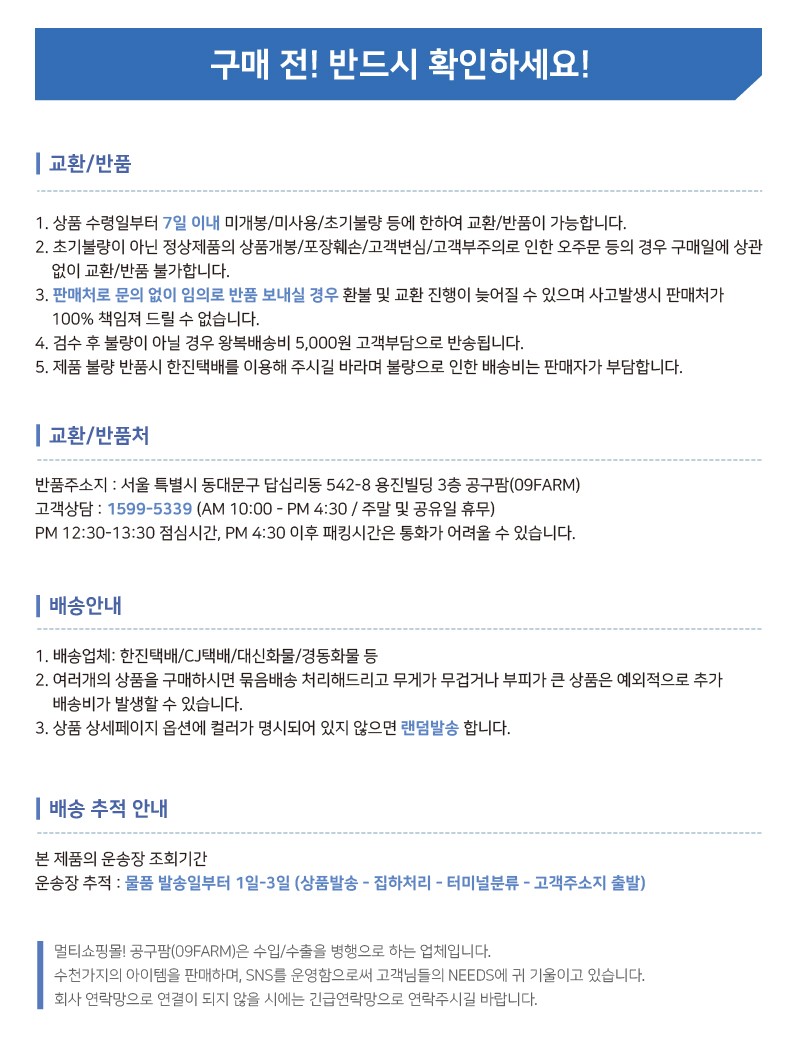 구매 전! 반드시 확인하세요!
교환/반품
1. 상품 수령일부터 7일 이내 미개봉/미사용/초기불량 등에 한하여 교환/반품이 가능합니다.
2. 초기불량이 아닌 정상제품의 상품개봉/포장훼손/고객변심/고객부주의로 인한 오주문 등의 경우 구매일에 상관
없이 교환/반품 불가합니다.
3. 판매처로 문의 없이 임의로 반품 보내실 경우 환불 및 교환 진행이 늦어질 수 있으며 사고발생시 판매처가
100% 책임져 드릴 수 없습니다.
4. 검수 후 불량이 아닐 경우 왕복배송비 5,000원 고객부담으로 반송됩니다.
5. 제품 불량 반품시 한진택배를 이용해 주시길 바라며 불량으로 인한 배송비는 판매자가 부담합니다.
교환/반품처
반품주소지 : 서울 특별시 동대문구 답십리동 542-8 용진빌딩 3층 공구팜(09FARM)
고객상담 : 1599-5339 (AM 10:00 - PM 4:30 / 주말 및 공유일 휴무)
PM 12:30-13:30 점심시간, PM 4:30 이후 패킹시간은 통화가 어려울 수 있습니다.
배송안내
1. 배송업체: 한진택배/CJ택배/대신화물/경동화물 등
2. 여러개의 상품을 구매하시면 묶음배송 처리해드리고 무게가 무겁거나 부피가 큰 상품은 예외적으로 추가
배송비가 발생할 수 있습니다.
3. 상품 상세페이지 옵션에 컬러가 명시되어 있지 않으면 랜덤발송 합니다.
배송 추적 안내
본 제품의 운송장 조회기간
운송장 추적 : 물품 발송일부터 1일-3일 (상품발송 - 집하처리 - 터미널분류 - 고객주소지 출발)
멀티쇼핑몰! 공구팜(09FARM)은 수입/수출을 병행으로 하는 업체입니다.
수천가지의 아이템을 판매하며, SNS를 운영함으로써 고객님들의 NEEDS에 귀 기울이고 있습니다.
회사 연락망으로 연결이 되지 않을 시에는 긴급연락망으로 연락주시길 바랍니다.